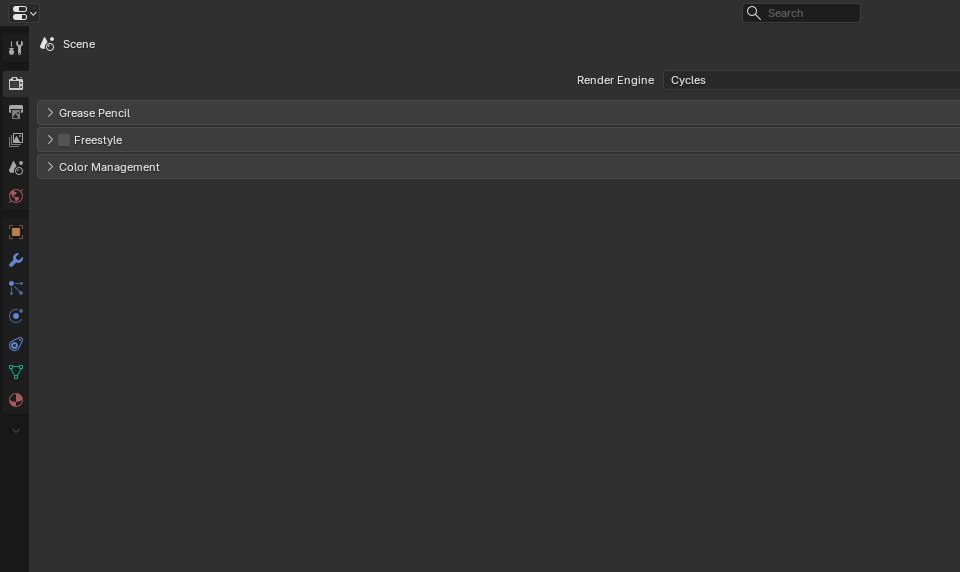 Search
Scene
Render Engine Cycles
Grease Pencil
Freestyle
Color Management